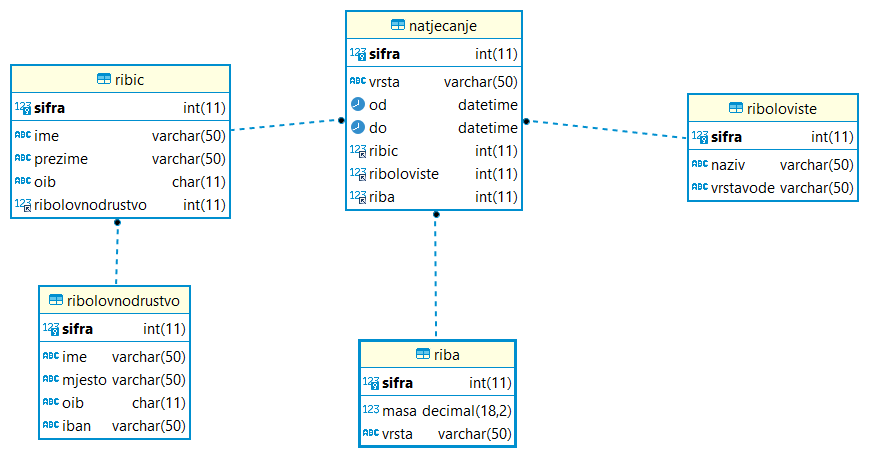 natjecanje
sifra int(11)
vrsta varchar(50)
od datetime
do datetime
ribic int(11)
riboloviste int(11)
riba int(11)
ribic
sifra int(11)
ime varchar(50)
prezime varchar(50)
oib char(11)
ribolovnodrustvo int(11)
riboloviste
sifra int(11)
naziv varchar(50)
vrstavode varchar(50)
ribolovnodrustvo
sifra int(11)
ime varchar(50)
mjesto varchar(50)
oib char(11)
iban varchar(50)
riba
sifra int(11)
masa decimal(18,2)
vrsta varchar(50)